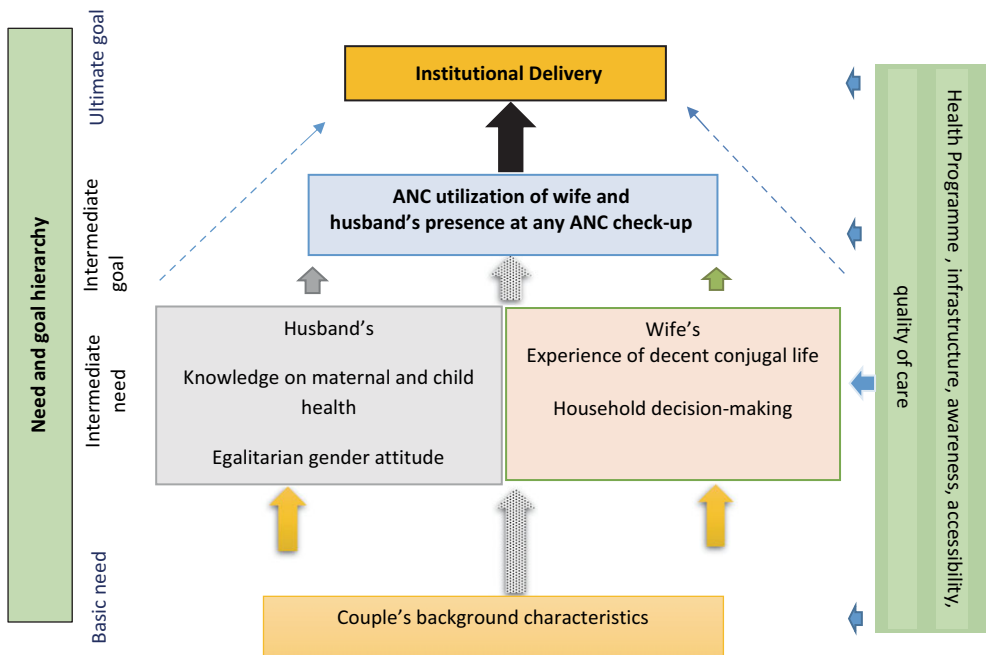 Need and goal hierarchy
Ultimate goal
Intermediate
goal
Intermediate
need
Basic need
Institutional Delivery
ANC utilization of wife and
husband’s presence at any ANC check-up
Husband’s
Knowledge on maternal and child
health
Egalitarian gender attitude
Wife’s
Experience of decent conjugal life
Household decision-making
Couple’s background characteristics
Health Programme , infrastructure, awareness, accessibility,
quality of care